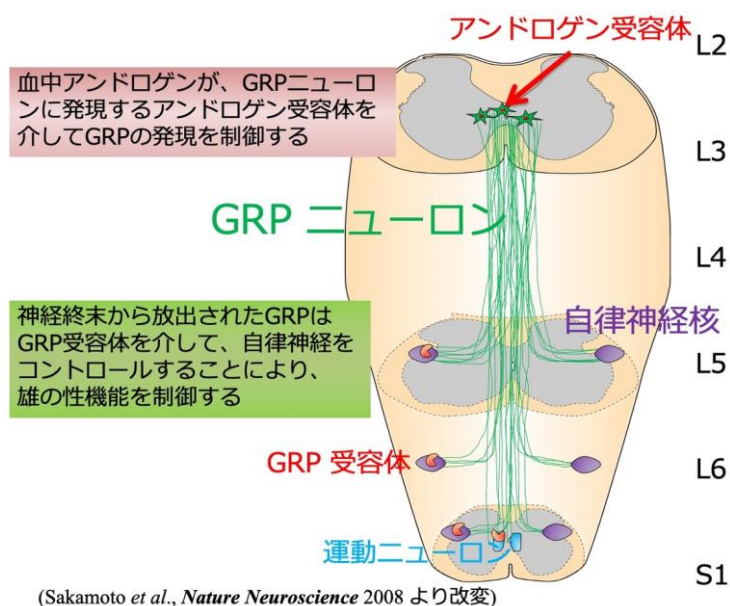 アンドロゲン受容体
L2
血中アンドロゲンが、GRPニューロ
ンに発現するアンドロゲン受容体を
介してGRPの発現を制御する
L3
GRP ニューロン
L4
神経終末から放出されたGRPは
GRP受容体を介して、自律神経を
コントロールすることにより、
雄の性機能を制御する
自律神経核
L5
GRP 受容体
L6
運動ニューロン
S1
(Sakamoto et al., Nature Neuroscience 2008 より改変)